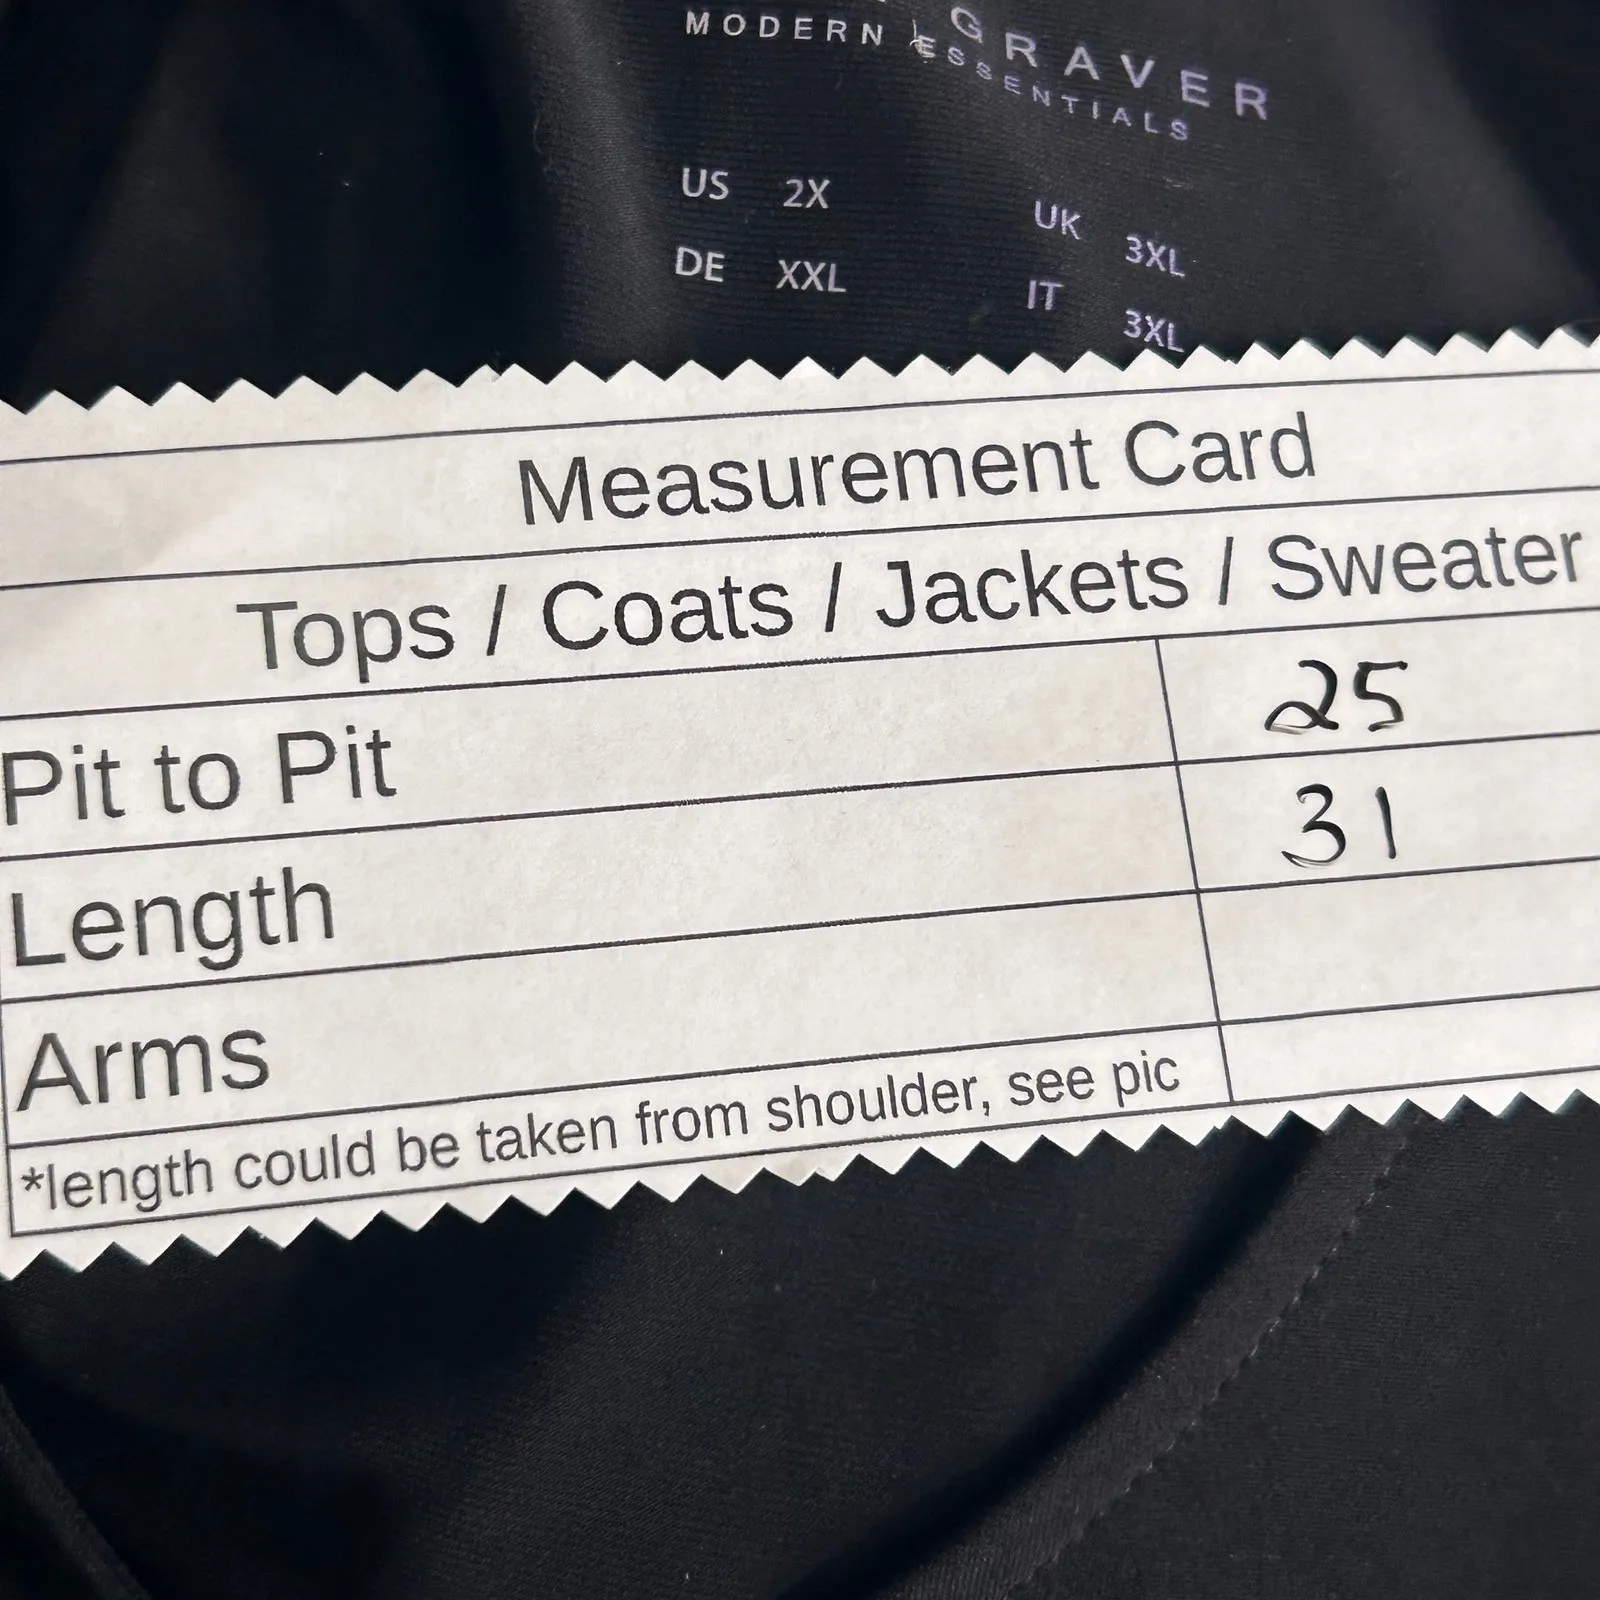 GRAVER
MODERN ESSENTIALS
US 2X UK 3XL
DE XXL IT 3XL
Measurement Card
Tops / Coats / Jackets / Sweater
Pit to Pit 25
Length 31
Arms
*length could be taken from shoulder, see pic